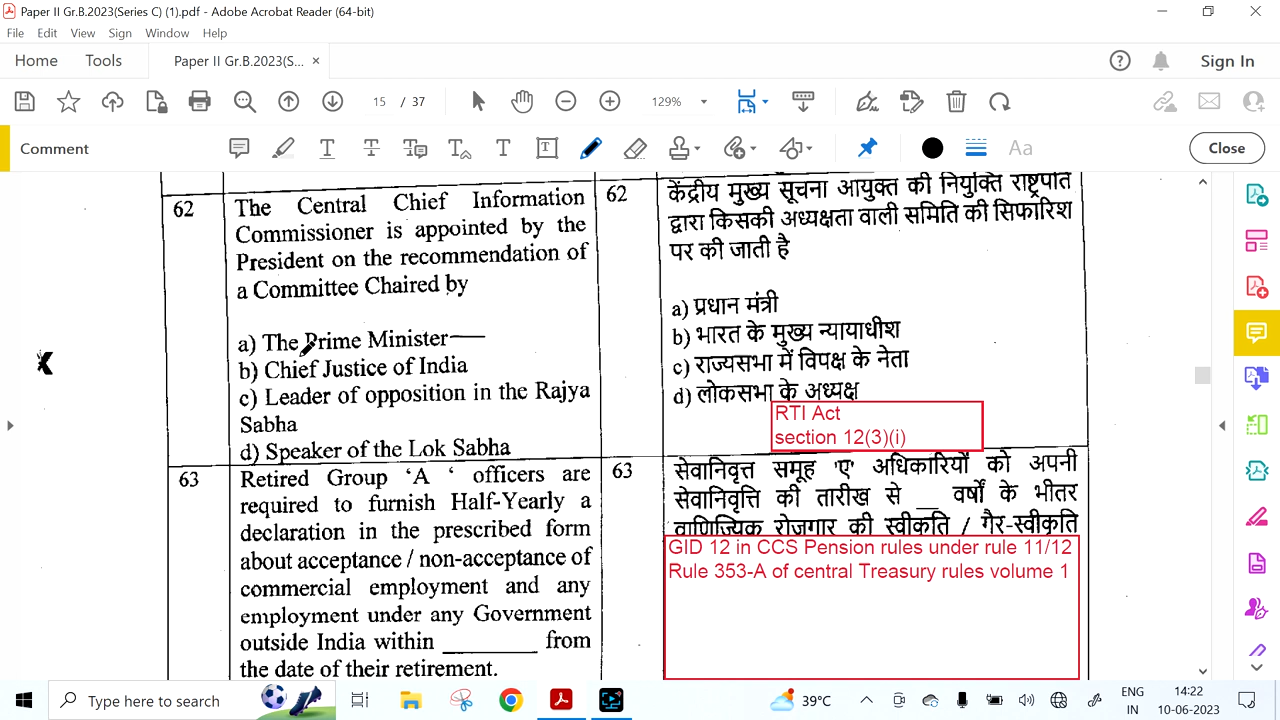 Paper II Gr.B.2023(Series C) (1).pdf - Adobe Acrobat Reader (64-bit)
File Edit View Sign Window Help
Home Tools Paper II Gr.B.2023(S... × Sign In
15 / 37 129%
Comment T T T T T Aa Close
62
The Central Chief Information
Commissioner is appointed by the
President on the recommendation of
a Committee Chaired by
a) The Prime Minister
b) Chief Justice of India
c) Leader of opposition in the Rajya
Sabha
d) Speaker of the Lok Sabha
62
केंद्रीय मुख्य सूचना आयुक्त की नियुक्ति राष्ट्रपति
द्वारा किसकी अध्यक्षता वाली समिति की सिफारिश
पर की जाती है
a) प्रधान मंत्री
b) भारत के मुख्य न्यायाधीश
c) राज्यसभा में विपक्ष के नेता
d) लोकसभा के अध्यक्ष
RTI Act
section 12(3)(i)
63
Retired Group ‘A ‘ officers are
required to furnish Half-Yearly a
declaration in the prescribed form
about acceptance / non-acceptance of
commercial employment and any
employment under any Government
outside India within ________ from
the date of their retirement.
63
सेवानिवृत्त समूह 'ए' अधिकारियों को अपनी
सेवानिवृत्ति की तारीख से __ वर्षों के भीतर
वाणिज्यिक रोजगार की स्वीकृति / गैर-स्वीकृति
GID 12 in CCS Pension rules under rule 11/12
Rule 353-A of central Treasury rules volume 1
Type here to search
39°C
ENG
IN
14:22
10-06-2023